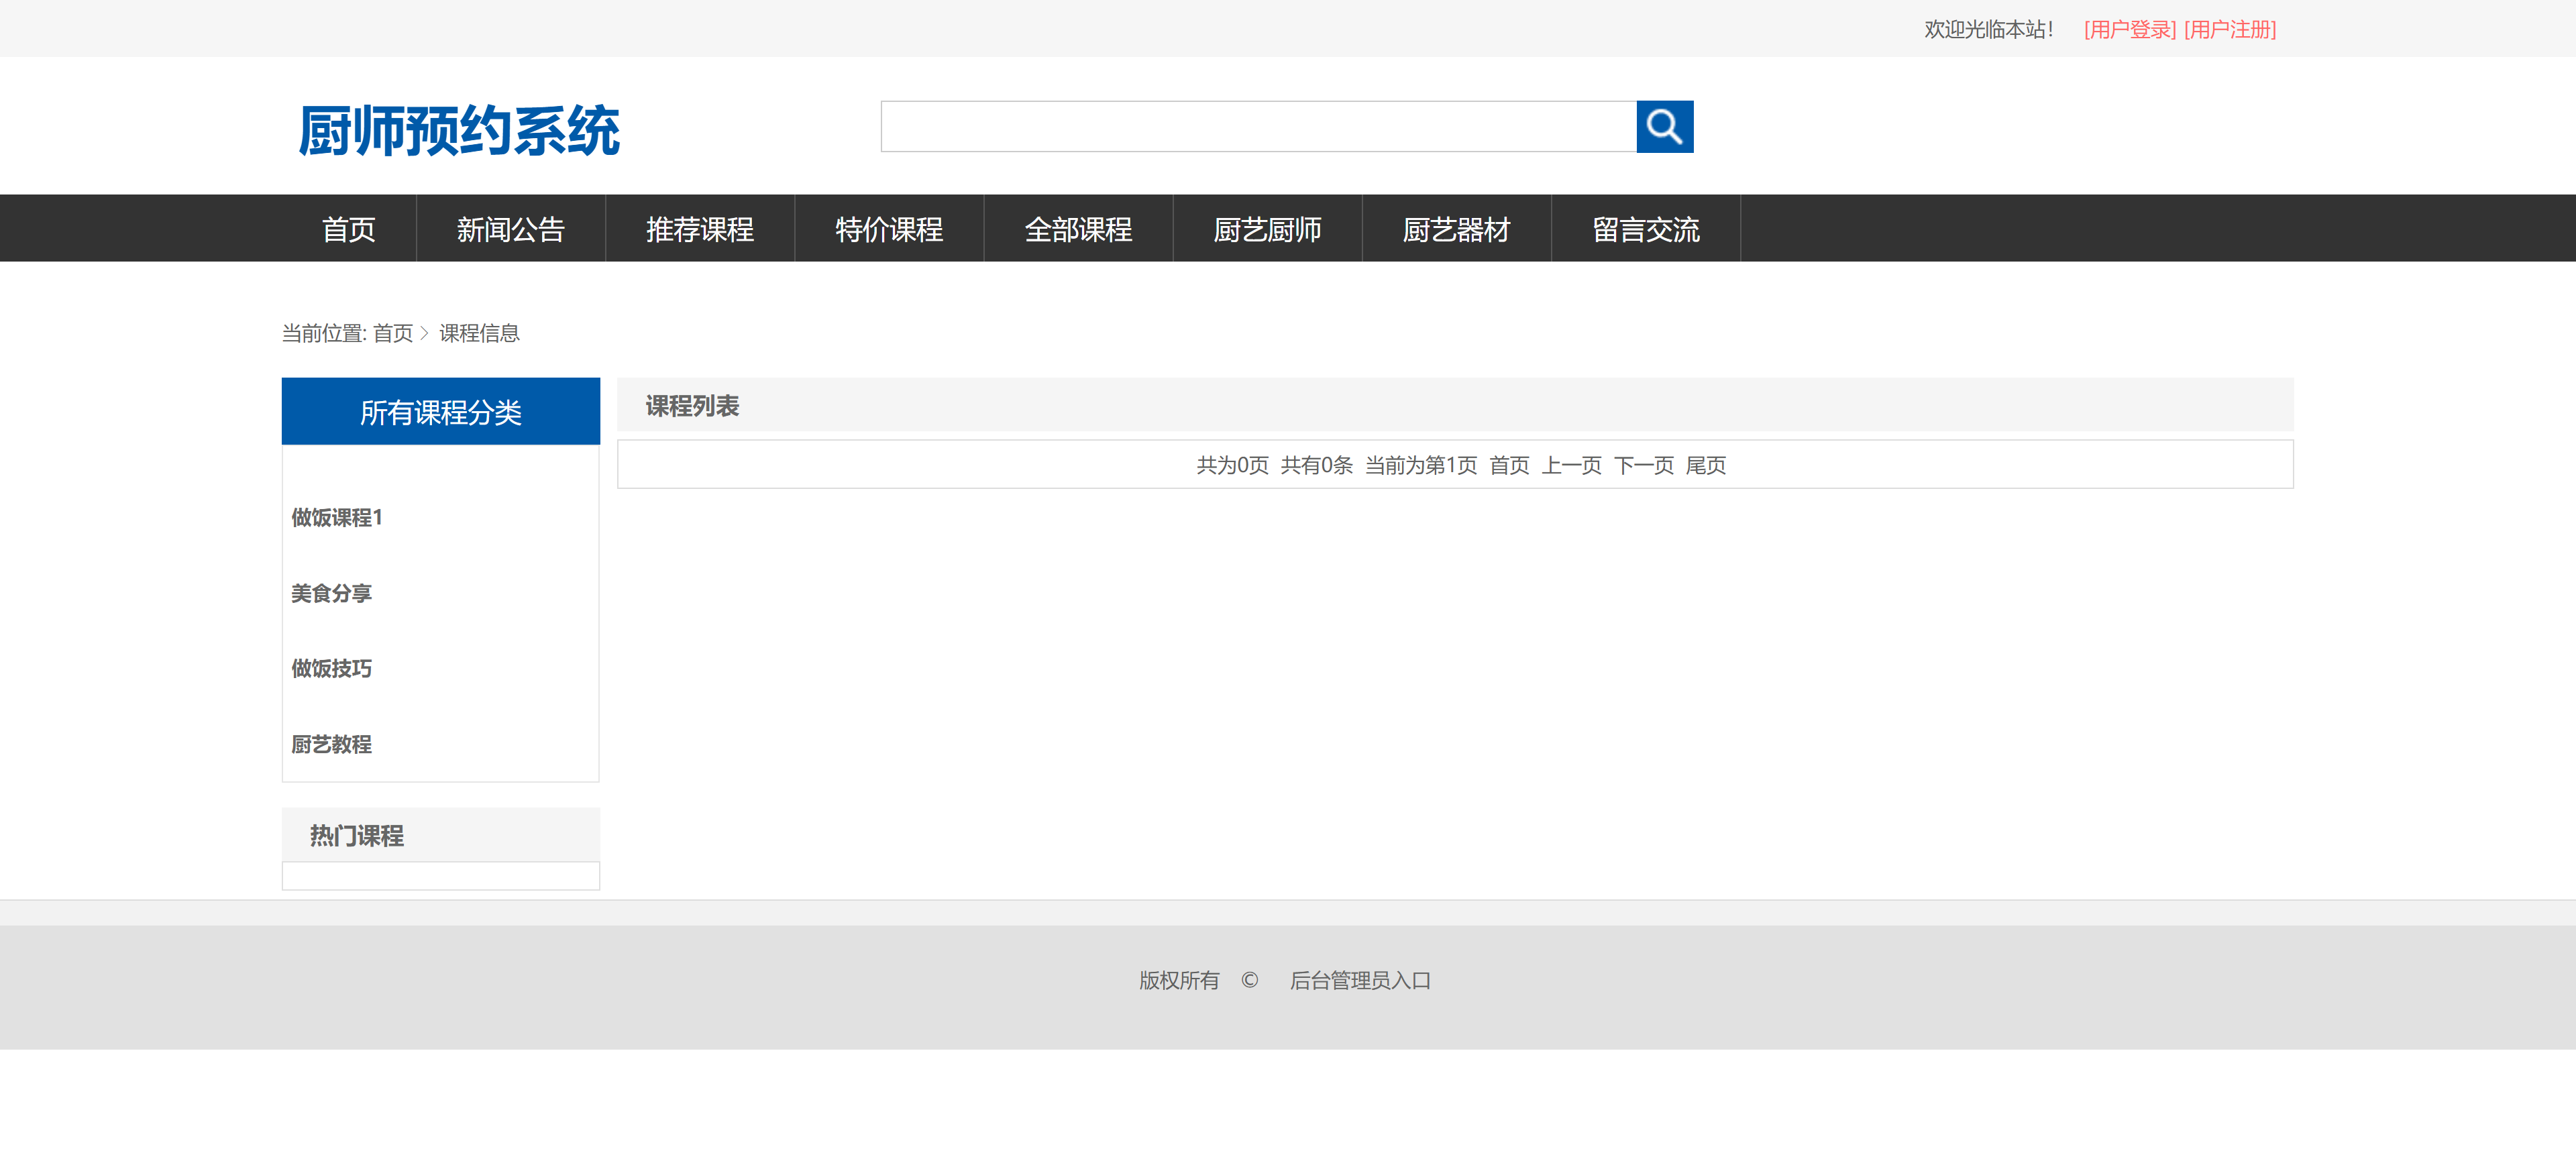 欢迎光临本站！ [用户登录] [用户注册]
厨师预约系统
首页 新闻公告 推荐课程 特价课程 全部课程 厨艺厨师 厨艺器材 留言交流
当前位置: 首页 > 课程信息
所有课程分类
做饭课程1
美食分享
做饭技巧
厨艺教程
热门课程
课程列表
共为0页 共有0条 当前为第1页 首页 上一页 下一页 尾页
版权所有 © 后台管理员入口